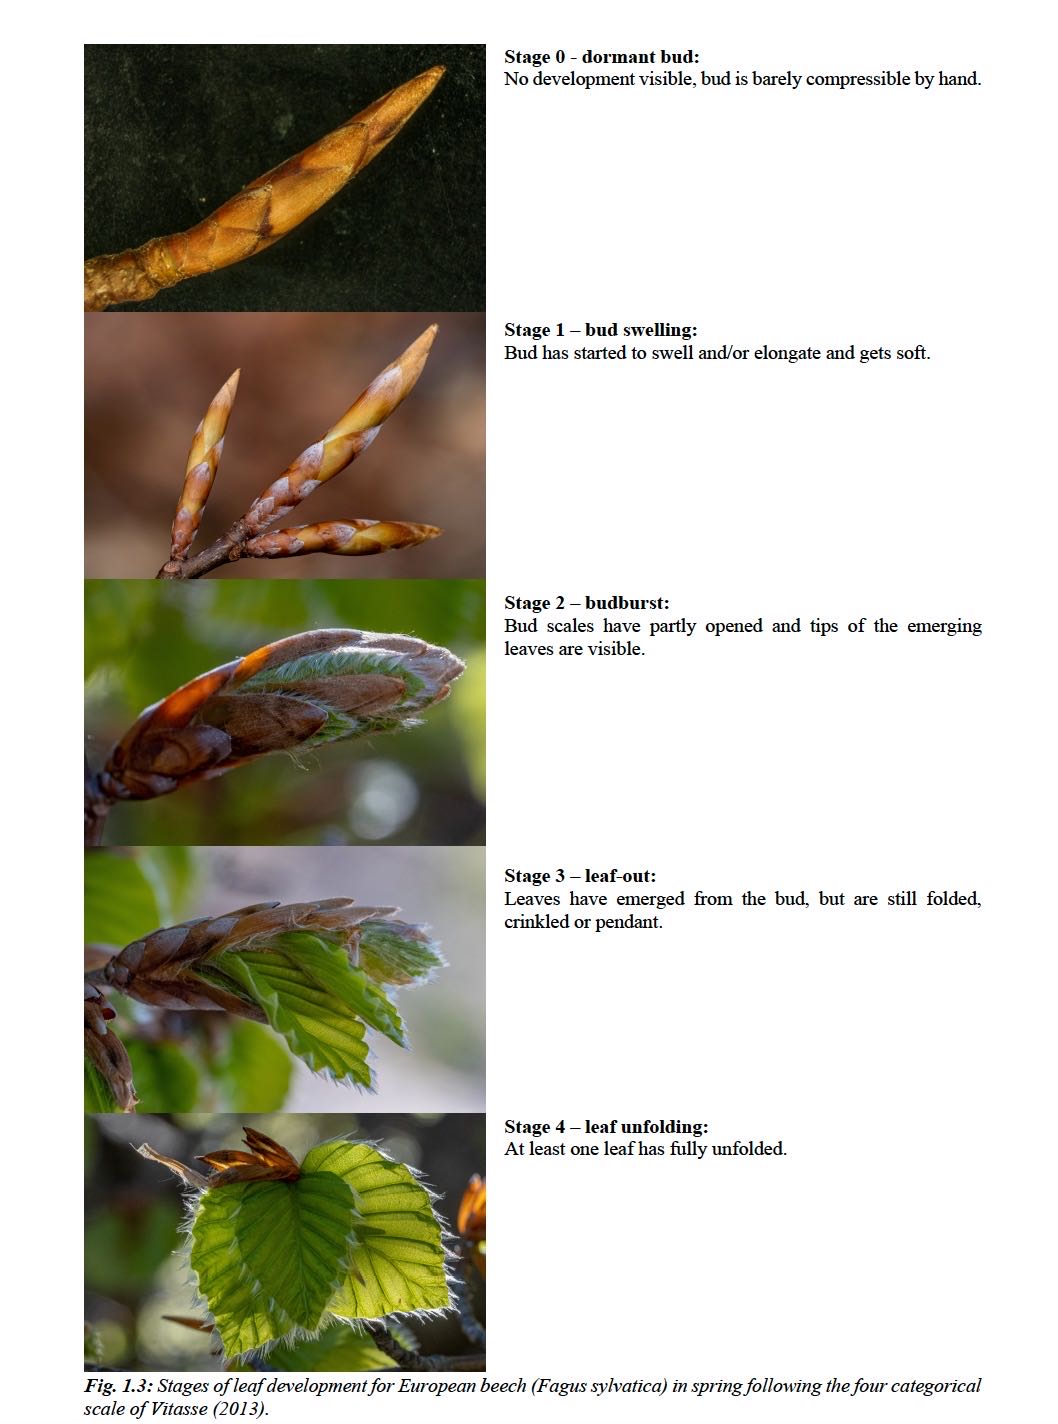 Stage 0 - dormant bud:
No development visible, bud is barely compressible by hand.
Stage 1 – bud swelling:
Bud has started to swell and/or elongate and gets soft.
Stage 2 – budburst:
Bud scales have partly opened and tips of the emerging
leaves are visible.
Stage 3 – leaf-out:
Leaves have emerged from the bud, but are still folded,
crinkled or pendant.
Stage 4 – leaf unfolding:
At least one leaf has fully unfolded.
Fig. 1.3: Stages of leaf development for European beech (Fagus sylvatica) in spring following the four categorical
scale of Vitasse (2013).